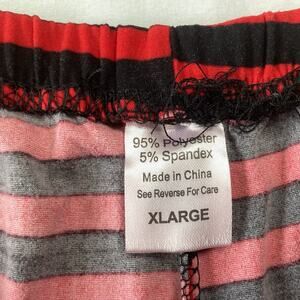 95% Polyester
5% Spandex
Made in China
See Reverse For Care
XLARGE